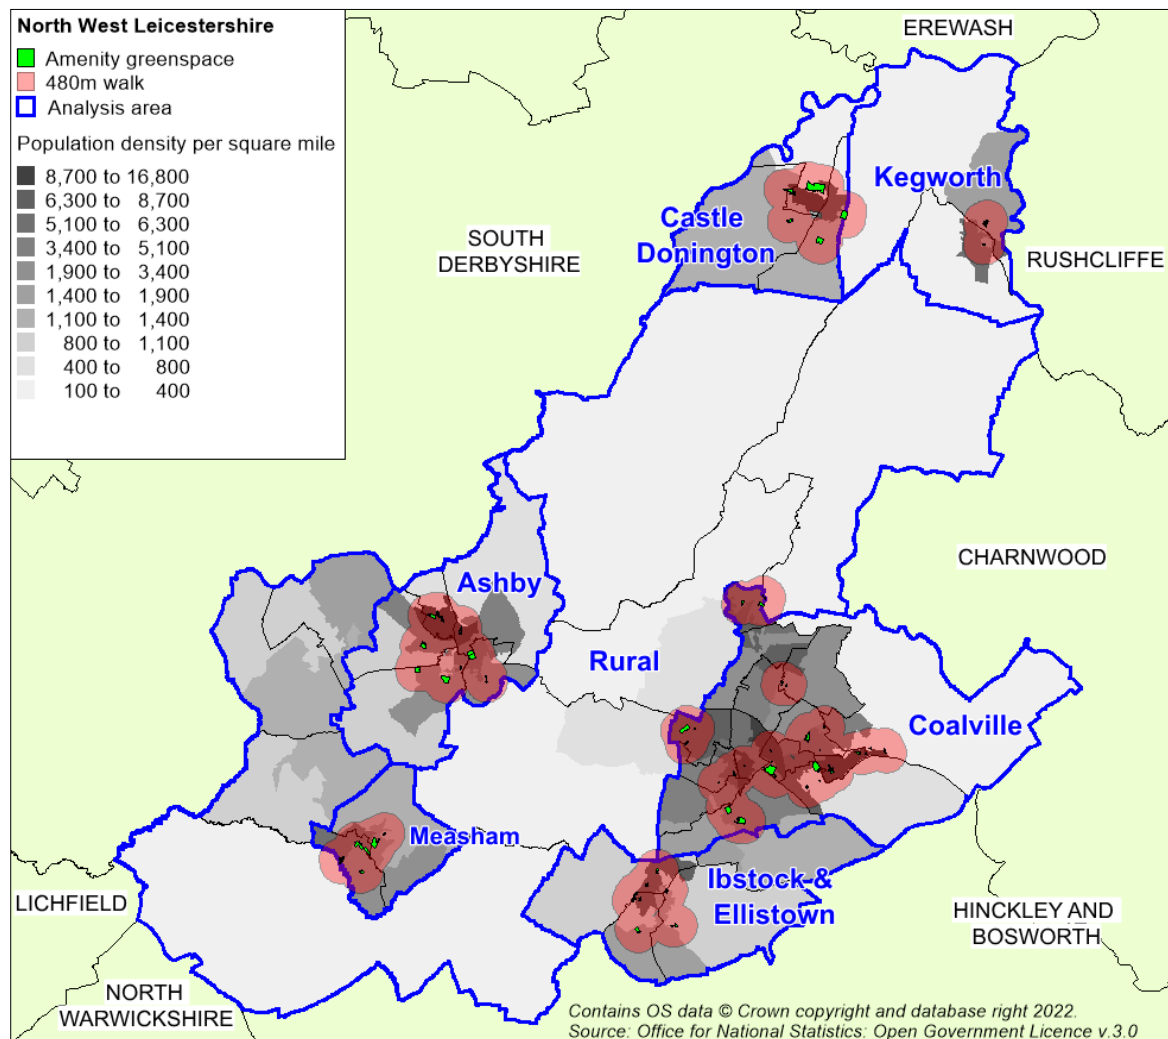 North West Leicestershire
Amenity greenspace
480m walk
Analysis area
Population density per square mile
8,700 to 16,800
6,300 to 8,700
5,100 to 6,300
3,400 to 5,100
1,900 to 3,400
1,400 to 1,900
1,100 to 1,400
800 to 1,100
400 to 800
100 to 400
EREWASH
Kegworth
Castle
Donington
SOUTH
DERBYSHIRE
RUSHCLIFFE
CHARNWOOD
Ashby
Rural
Coalville
Measham
Ibstock &
Ellistown
LICHFIELD
HINCKLEY AND
BOSWORTH
NORTH
WARWICKSHIRE
Contains OS data © Crown copyright and database right 2022.
Source: Office for National Statistics: Open Government Licence v.3.0